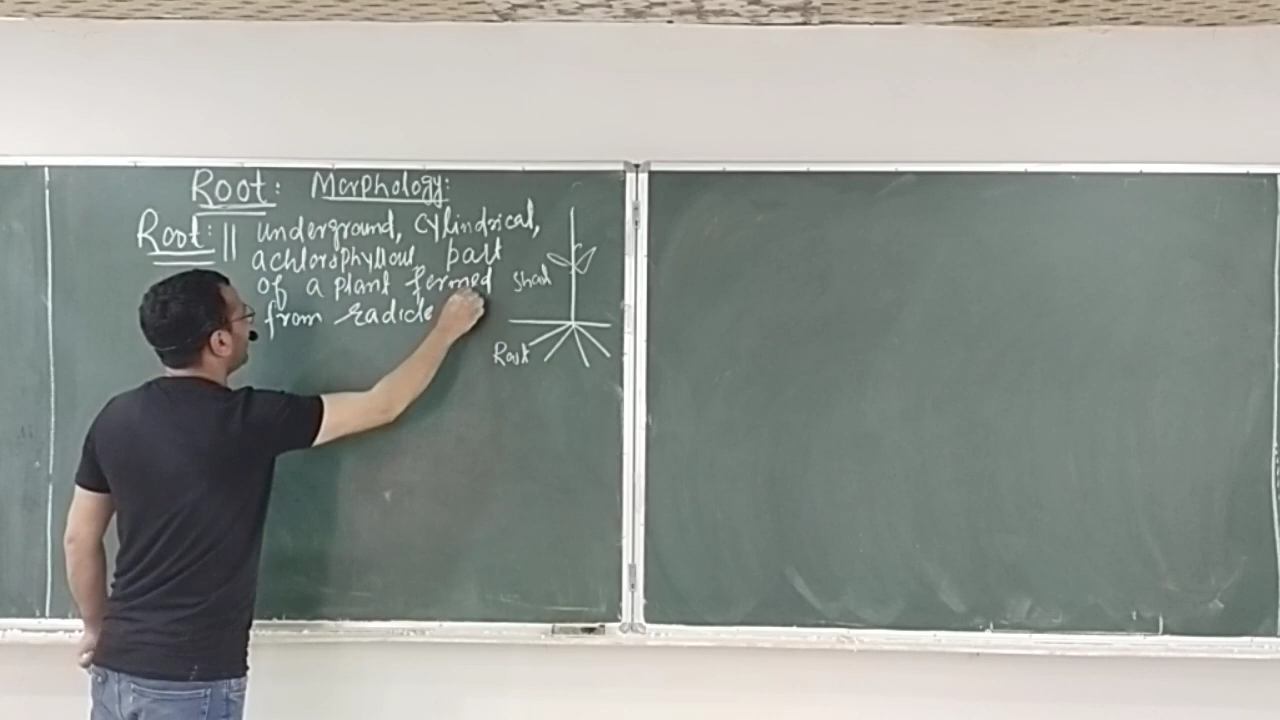 Root: Morphology:
Root: || underground, cylindrical,
achlorophyllous part
of a plant formed
from radicle
Shoot
Root